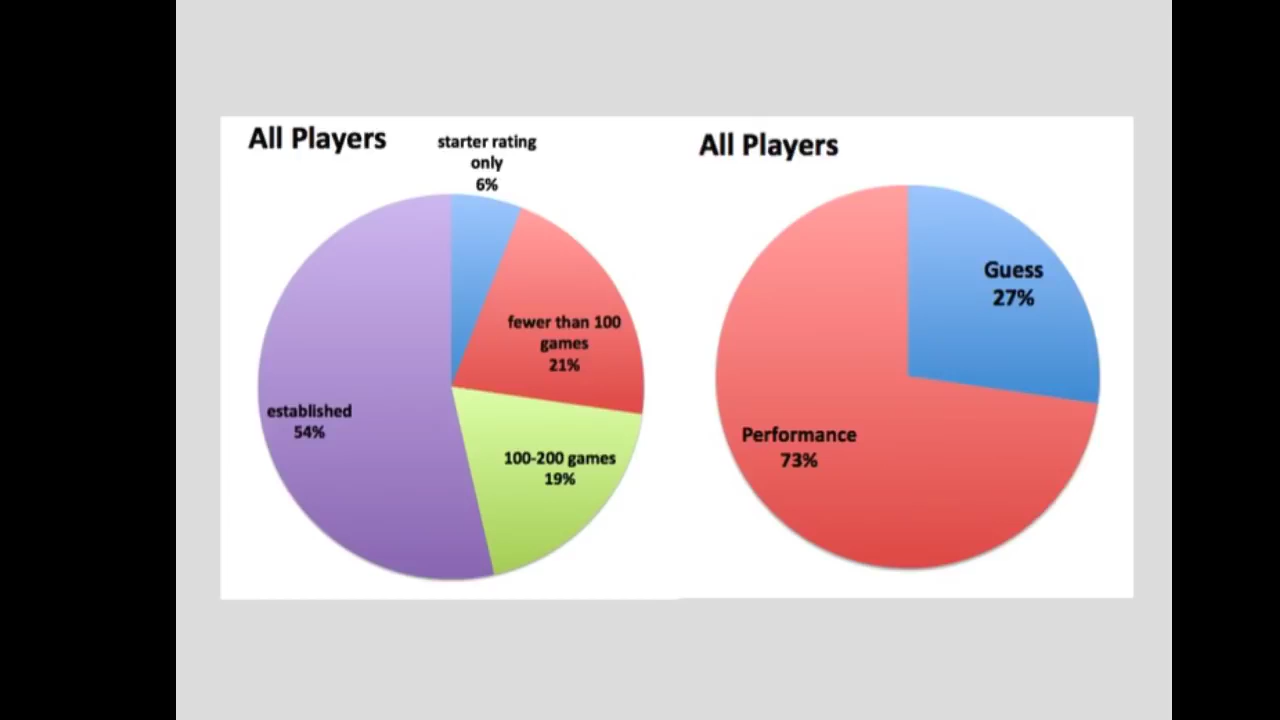 All Players
starter rating
only
6%
fewer than 100
games
21%
established
54%
100-200 games
19%
All Players
Guess
27%
Performance
73%